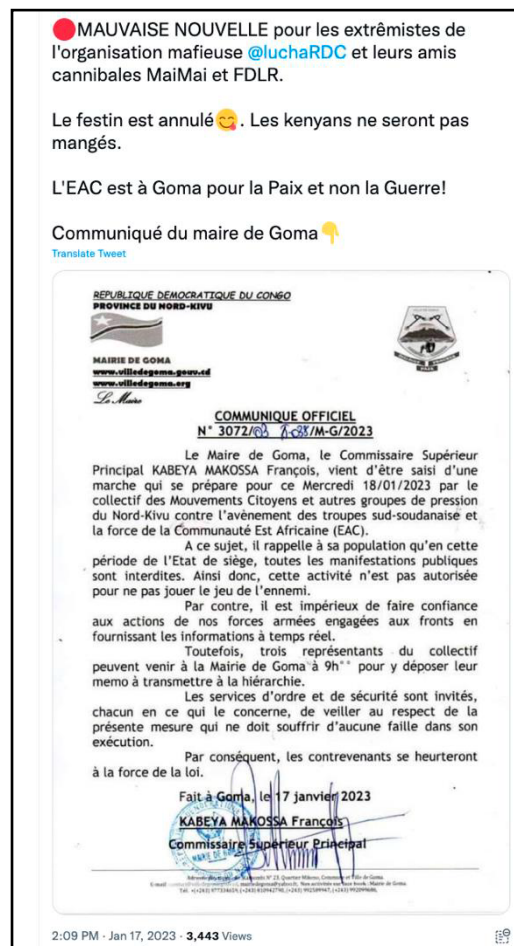 🔴MAUVAISE NOUVELLE pour les extrêmistes de
l'organisation mafieuse @luchaRDC et leurs amis
cannibales MaiMai et FDLR.
Le festin est annulé😋. Les kenyans ne seront pas
mangés.
L'EAC est à Goma pour la Paix et non la Guerre!
Communiqué du maire de Goma👇
Translate Tweet
REPUBLIQUE DEMOCRATIQUE DU CONGO
PROVINCE DU NORD-KIVU
MAIRIE DE GOMA
www.villedegoma.gouv.cd
www.villedegoma.org
Le Maire
COMMUNIQUE OFFICIEL
N° 3072/03 /M-G/2023
Le Maire de Goma, le Commissaire Supérieur
Principal KABEYA MAKOSSA François, vient d'être saisi d'une
marche qui se prépare pour ce Mercredi 18/01/2023 par le
collectif des Mouvements Citoyens et autres groupes de pression
du Nord-Kivu contre l'avènement des troupes sud-soudanaise et
la force de la Communauté Est Africaine (EAC).
A ce sujet, il rappelle à sa population qu'en cette
période de l'Etat de siège, toutes les manifestations publiques
sont interdites. Ainsi donc, cette activité n'est pas autorisée
pour ne pas jouer le jeu de l'ennemi.
Par contre, il est impérieux de faire confiance
aux actions de nos forces armées engagées aux fronts en
fournissant les informations à temps réel.
Toutefois, trois représentants du collectif
peuvent venir à la Mairie de Goma à 9h°° pour y déposer leur
memo à transmettre à la hiérarchie.
Les services d'ordre et de sécurité sont invités,
chacun en ce qui le concerne, de veiller au respect de la
présente mesure qui ne doit souffrir d'aucune faille dans son
exécution.
Par conséquent, les contrevenants se heurteront
à la force de la loi.
Fait à Goma, le 17 janvier 2023
KABEYA MAKOSSA François
Commissaire Supérieur Principal
2:09 PM · Jan 17, 2023 · 3,443 Views